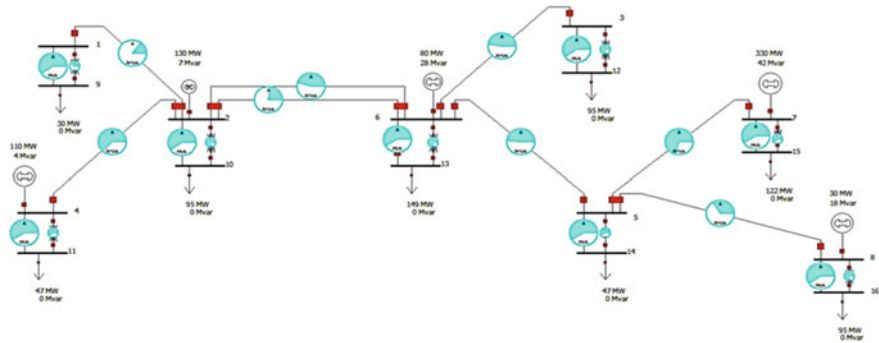 3
1
130 MW
7 Mvar
80 MW
28 Mvar
330 MW
42 Mvar
9
12
30 MW
0 Mvar
2
6
7
95 MW
0 Mvar
110 MW
4 Mvar
10
13
15
95 MW
0 Mvar
149 MW
0 Mvar
122 MW
0 Mvar
30 MW
18 Mvar
4
5
11
14
8
16
47 MW
0 Mvar
47 MW
0 Mvar
95 MW
0 Mvar